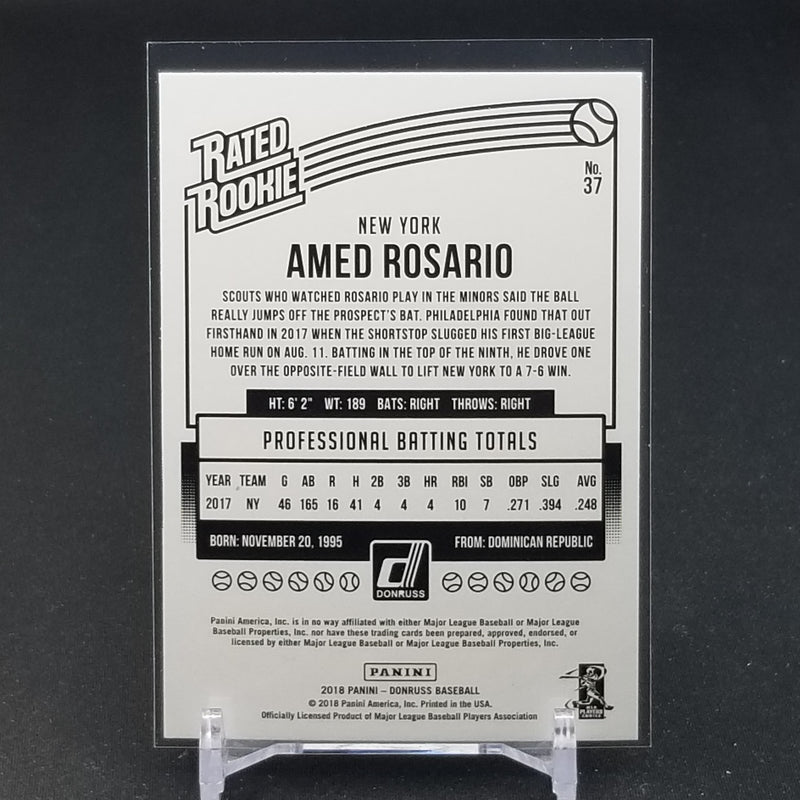 RATED
ROOKIE
No.
37
NEW YORK
AMED ROSARIO
SCOUTS WHO WATCHED ROSARIO PLAY IN THE MINORS SAID THE BALL
REALLY JUMPS OFF THE PROSPECT'S BAT. PHILADELPHIA FOUND THAT OUT
FIRSTHAND IN 2017 WHEN THE SHORTSTOP SLUGGED HIS FIRST BIG-LEAGUE
HOME RUN ON AUG. 11. BATTING IN THE TOP OF THE NINTH, HE DROVE ONE
OVER THE OPPOSITE-FIELD WALL TO LIFT NEW YORK TO A 7-6 WIN.
HT: 6' 2" WT: 189 BATS: RIGHT THROWS: RIGHT
PROFESSIONAL BATTING TOTALS
YEAR TEAM G AB R H 2B 3B HR RBI SB OBP SLG AVG
2017 NY 46 165 16 41 4 4 4 10 7 .271 .394 .248
BORN: NOVEMBER 20, 1995 FROM: DOMINICAN REPUBLIC
d
DONRUSS
Panini America, Inc. is in no way affiliated with either Major League Baseball or Major League
Baseball Properties, Inc. nor have these trading cards been prepared, approved, endorsed, or
licensed by either Major League Baseball or Major League Baseball Properties, Inc.
PANINI
2018 PANINI – DONRUSS BASEBALL
© 2018 Panini America, Inc. Printed in the USA.
Officially Licensed Product of Major League Baseball Players Association
PLAYERS
CHOICE